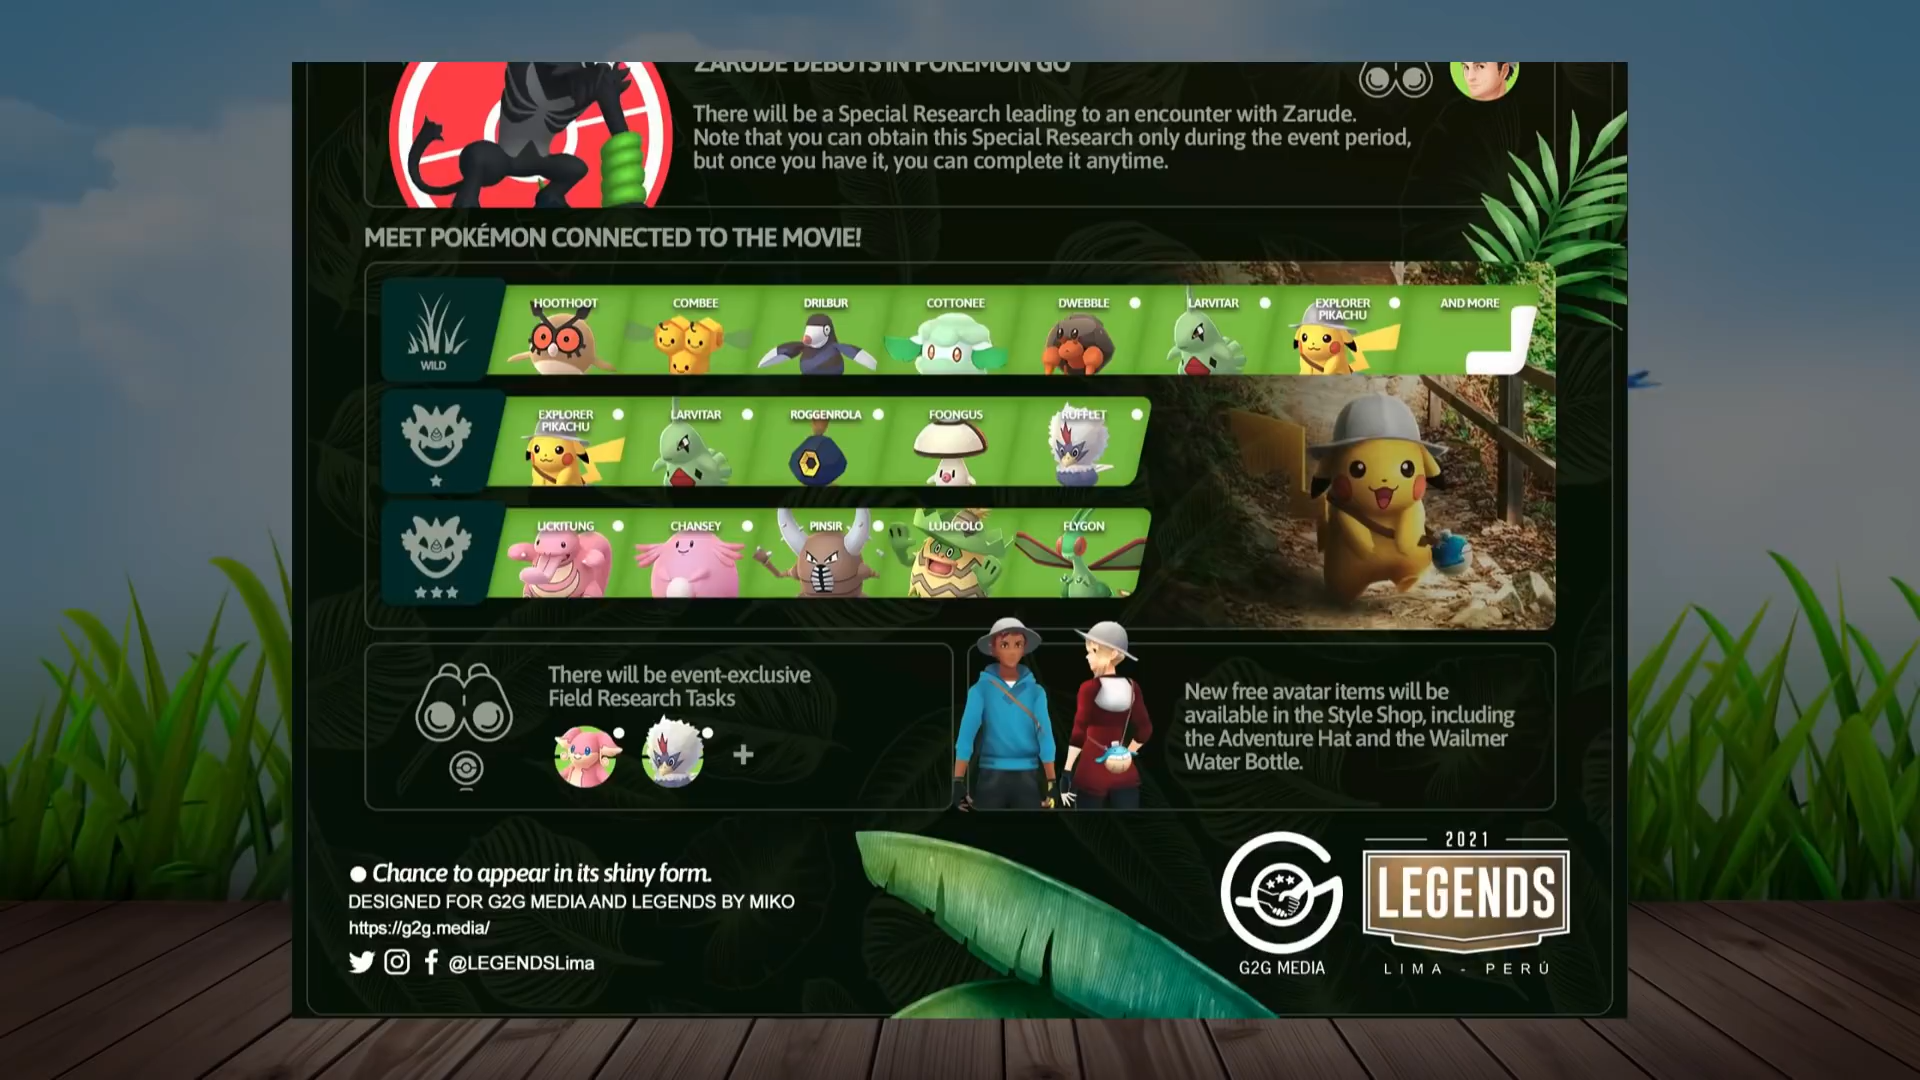 ZARUDE DEBUTS IN POKÉMON GO
There will be a Special Research leading to an encounter with Zarude.
Note that you can obtain this Special Research only during the event period,
but once you have it, you can complete it anytime.
MEET POKÉMON CONNECTED TO THE MOVIE!
WILD
HOOTHOOT
COMBEE
DRILBUR
COTTONEE
DWEBBLE
LARVITAR
EXPLORER
PIKACHU
AND MORE
EXPLORER
PIKACHU
LARVITAR
ROGGENROLA
FOONGUS
RUFFLET
LICKITUNG
CHANSEY
PINSIR
LUDICOLO
FLYGON
There will be event-exclusive
Field Research Tasks
+
New free avatar items will be
available in the Style Shop, including
the Adventure Hat and the Wailmer
Water Bottle.
Chance to appear in its shiny form.
DESIGNED FOR G2G MEDIA AND LEGENDS BY MIKO
https://g2g.media/
@LEGENDSLima
G2G MEDIA
2021
LEGENDS
LIMA - PERÚ